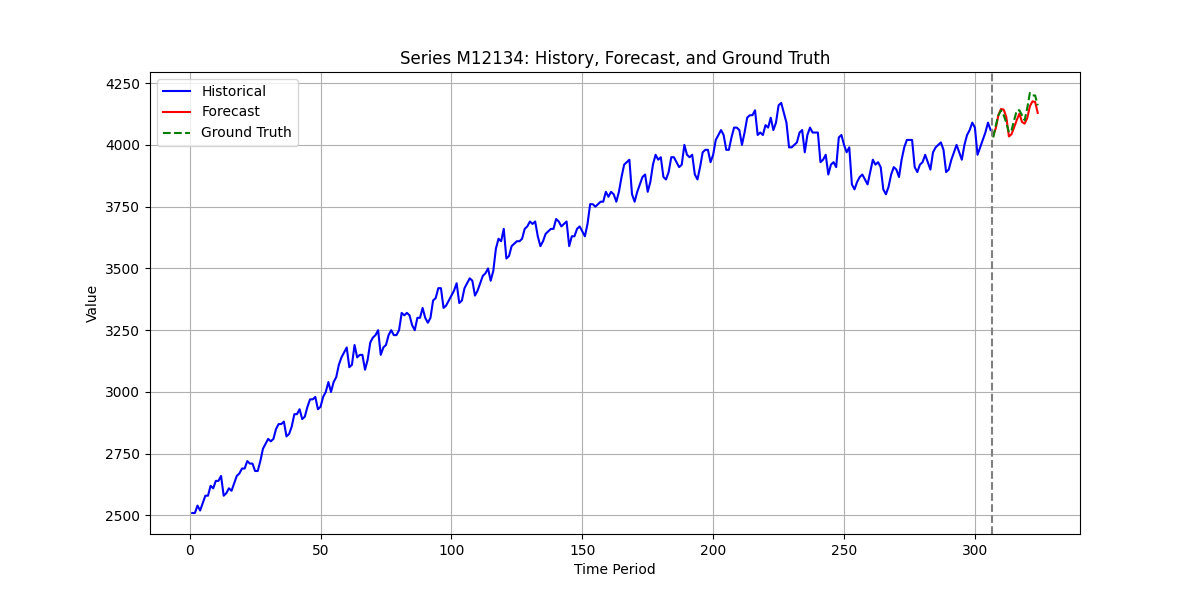 Series M12134: History, Forecast, and Ground Truth
Historical
Forecast
Ground Truth
4250
4000
3750
3500
3250
3000
2750
2500
Value
0 50 100 150 200 250 300
Time Period